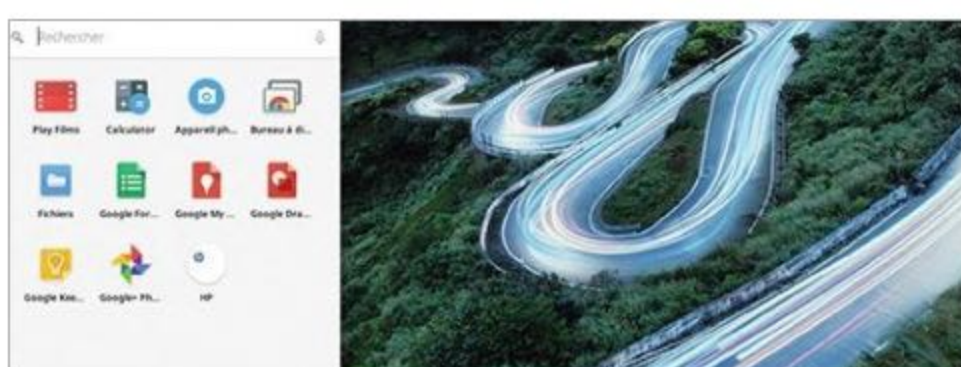 Rechercher
Play Films Calculator Appareil ph... Bureau à di...
Fichiers Google For... Google My ... Google Dra...
Google Kee... Google+ Ph... HP